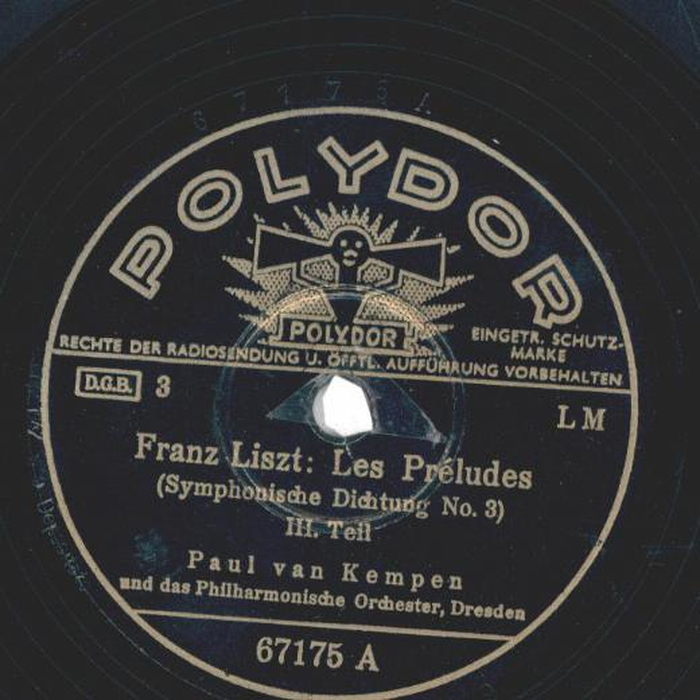 67175 A
POLYDOR
POLYDOR
EINGETR. SCHUTZ-
MARKE
RECHTE DER RADIOSENDUNG U. ÖFFTL. AUFFÜHRUNG VORBEHALTEN
D.G.B. 3
L M
Franz Liszt: Les Préludes
(Symphonische Dichtung No. 3)
III. Teil
Paul van Kempen
und das Philharmonische Orchester, Dresden
67175 A